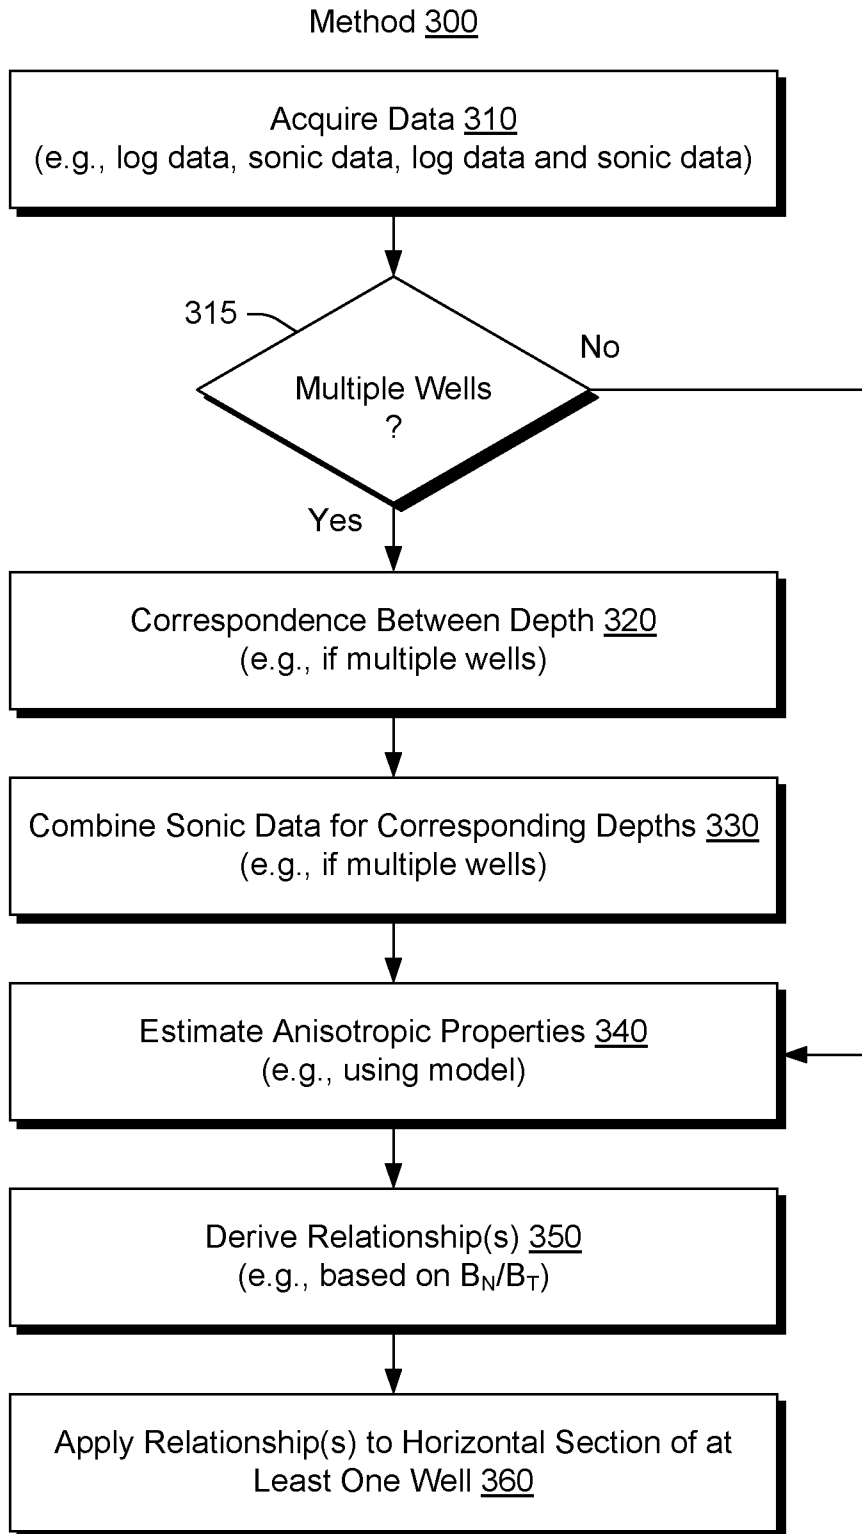 Method 300
Acquire Data 310
(e.g., log data, sonic data, log data and sonic data)
315
No
Multiple Wells
?
Yes
Correspondence Between Depth 320
(e.g., if multiple wells)
Combine Sonic Data for Corresponding Depths 330
(e.g., if multiple wells)
Estimate Anisotropic Properties 340
(e.g., using model)
Derive Relationship(s) 350
(e.g., based on B_N/B_T)
Apply Relationship(s) to Horizontal Section of at
Least One Well 360